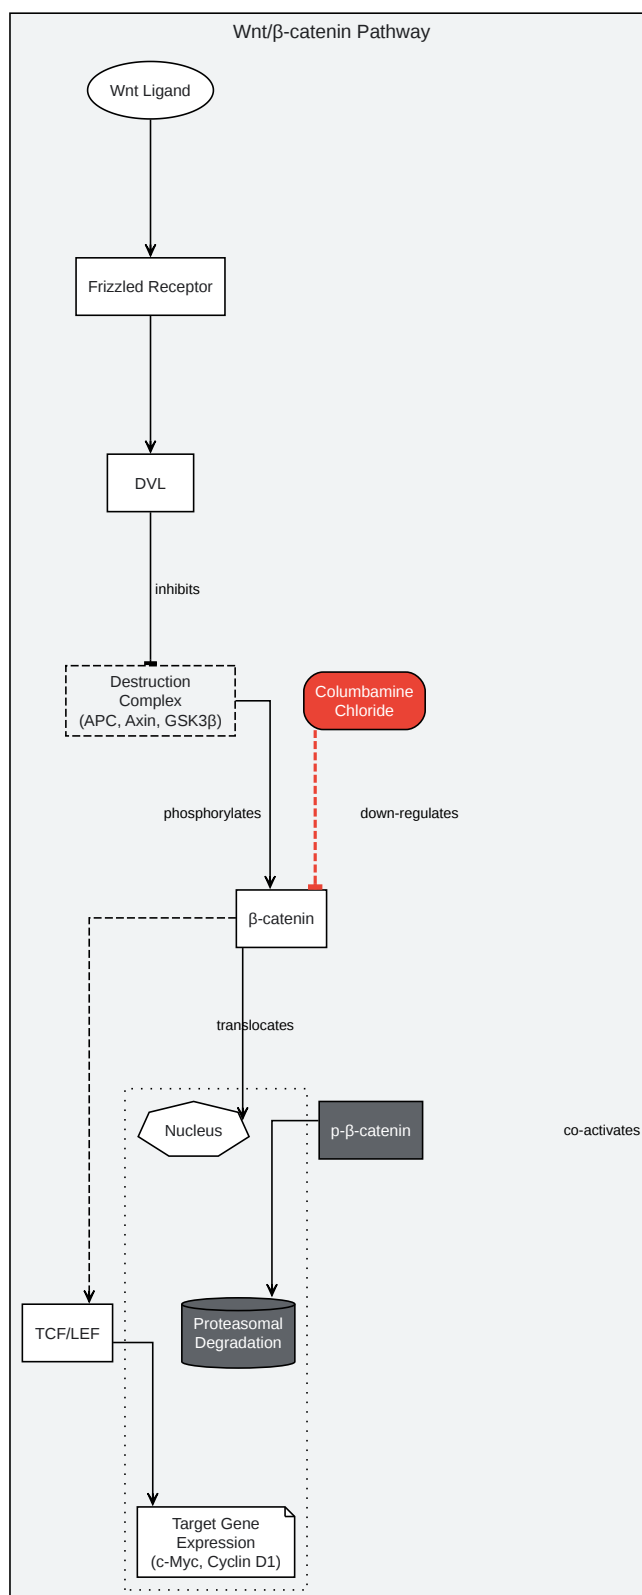 Wnt/β-catenin Pathway
Wnt Ligand
Frizzled Receptor
DVL
inhibits
Destruction
Complex
(APC, Axin, GSK3β)
Columbamine
Chloride
phosphorylates
down-regulates
β-catenin
translocates
Nucleus
p-β-catenin
co-activates
TCF/LEF
Proteasomal
Degradation
Target Gene
Expression
(c-Myc, Cyclin D1)